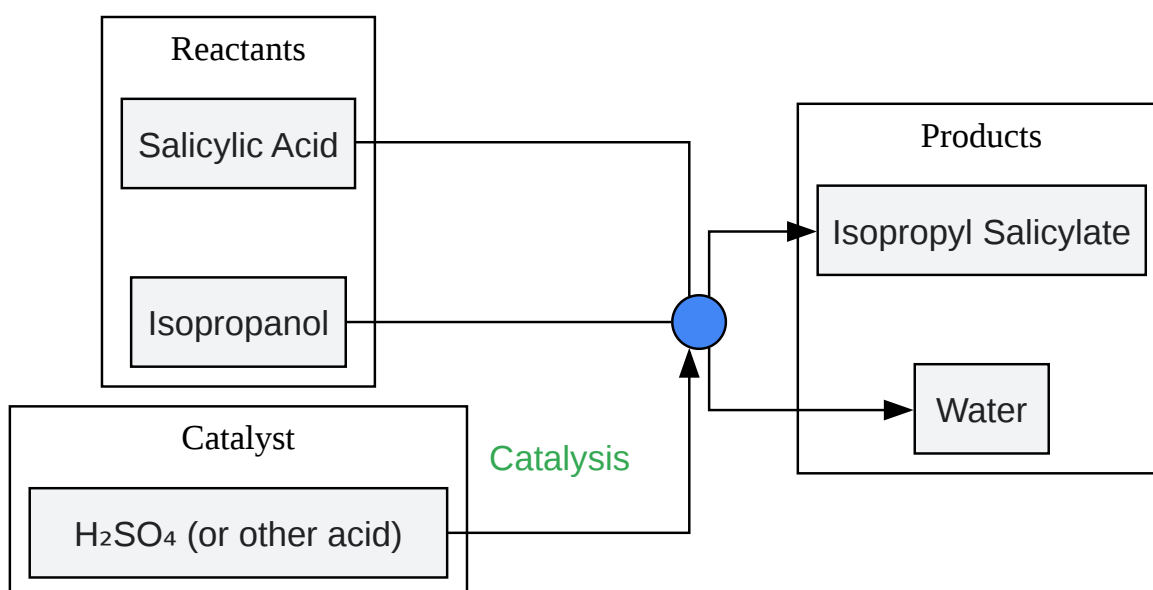 Reactants
Salicylic Acid
Isopropanol
Catalyst
H₂SO₄ (or other acid)
Catalysis
Products
Isopropyl Salicylate
Water